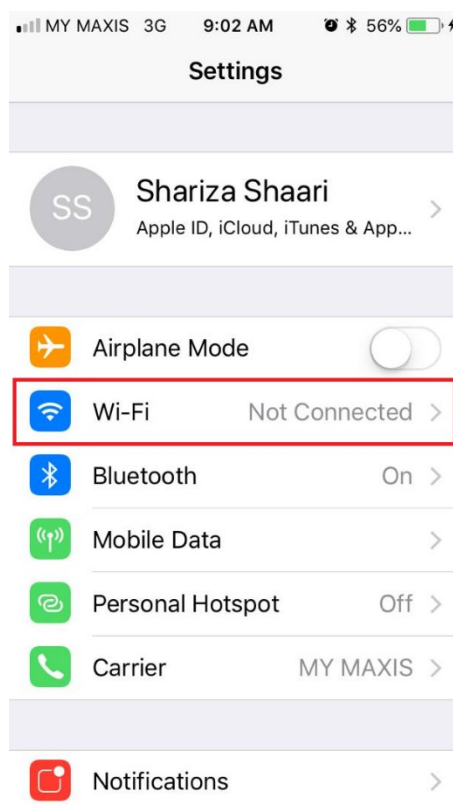 MY MAXIS 3G 9:02 AM 56%
Settings
SS
Shariza Shaari
Apple ID, iCloud, iTunes & App...
Airplane Mode
Wi-Fi Not Connected
Bluetooth On
Mobile Data
Personal Hotspot Off
Carrier MY MAXIS
Notifications